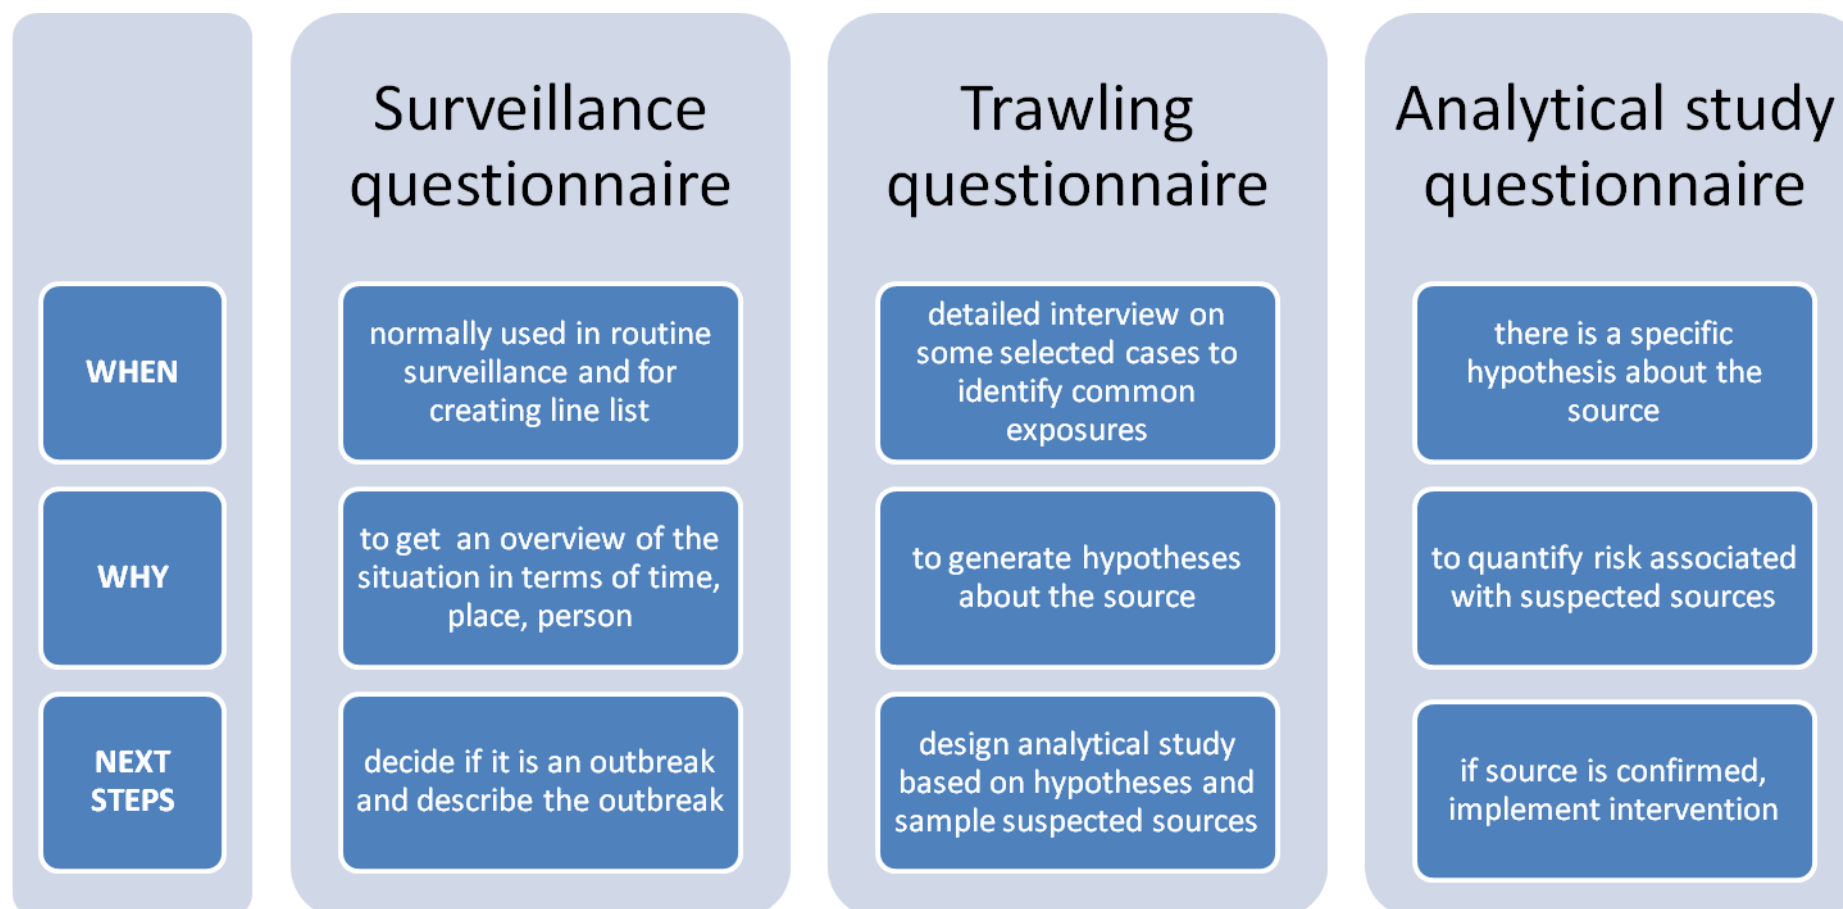 Surveillance
questionnaire
Trawling
questionnaire
Analytical study
questionnaire
WHEN
normally used in routine
surveillance and for
creating line list
detailed interview on
some selected cases to
identify common
exposures
there is a specific
hypothesis about the
source
WHY
to get  an overview of the
situation in terms of time,
place, person
to generate hypotheses
about the source
to quantify risk associated
with suspected sources
NEXT
STEPS
decide if it is an outbreak
and describe the outbreak
design analytical study
based on hypotheses and
sample suspected sources
if source is confirmed,
implement intervention